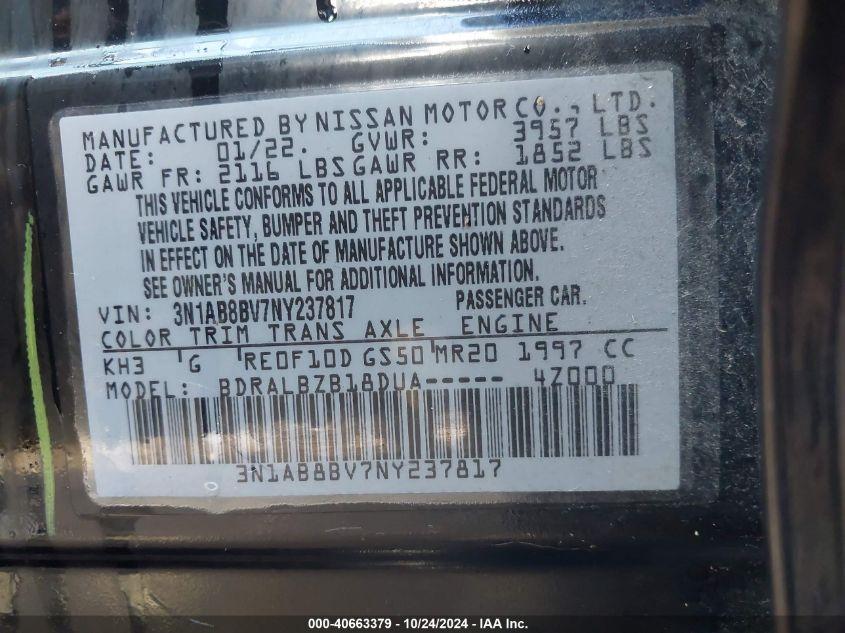 MANUFACTURED BY NISSAN MOTOR CO., LTD.
DATE: 01/22. GVWR: 3957 LBS
GAWR FR: 2116 LBS GAWR RR: 1852 LBS
THIS VEHICLE CONFORMS TO ALL APPLICABLE FEDERAL MOTOR
VEHICLE SAFETY, BUMPER AND THEFT PREVENTION STANDARDS
IN EFFECT ON THE DATE OF MANUFACTURE SHOWN ABOVE.
SEE OWNER'S MANUAL FOR ADDITIONAL INFORMATION.
VIN: 3N1AB8BV7NY237817 PASSENGER CAR.
COLOR TRIM TRANS AXLE ENGINE
KH3 'G 'RE0F10D GS50'MR20 1997 CC
MODEL: BDRALBZB18DUA----- 4Z000
3N1AB8BV7NY237817
000-40663379 - 10/24/2024 - IAA Inc.